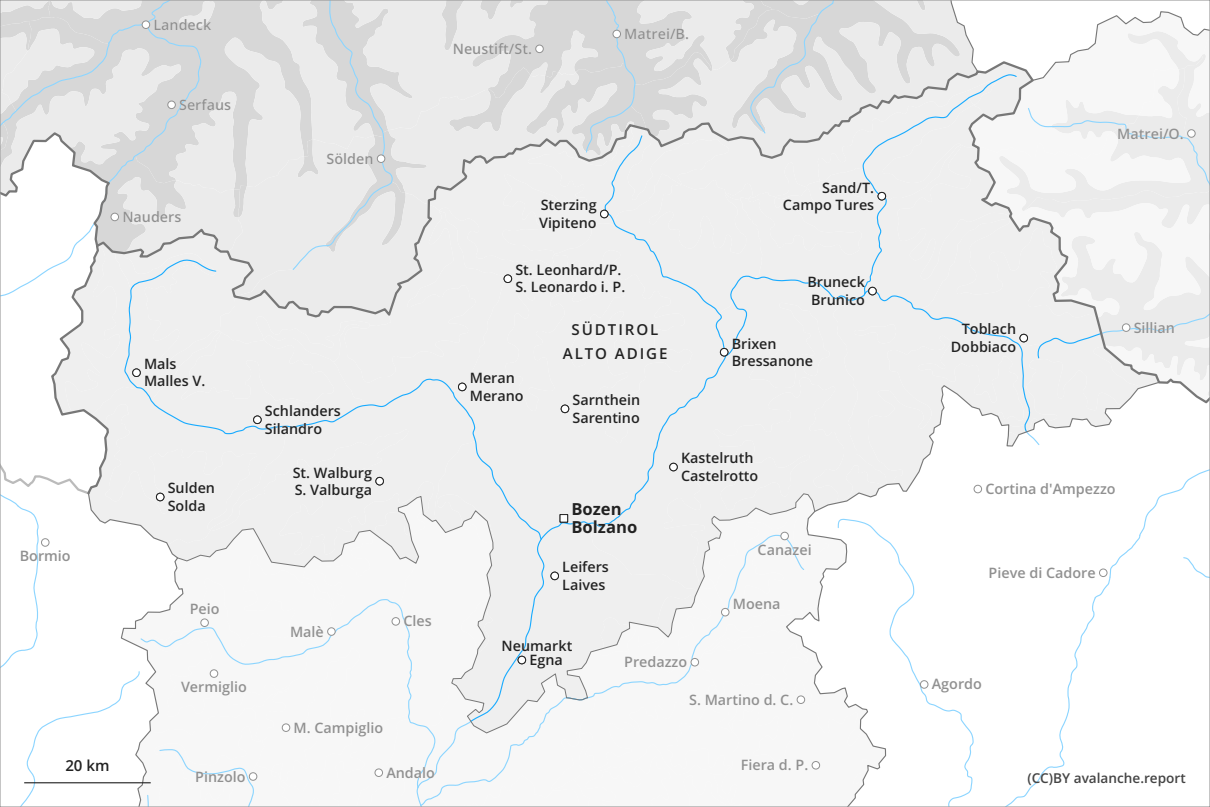 Landeck
Matrei/B.
Neustift/St.
Serfaus
Matrei/O.
Sölden
Sand/T.
Campo Tures
Sterzing
Vipiteno
Nauders
St. Leonhard/P.
S. Leonardo i. P.
Bruneck
Brunico
SÜDTIROL
ALTO ADIGE
Toblach
Dobbiaco
Sillian
Brixen
Bressanone
Mals
Malles V.
Meran
Merano
Sarnthein
Sarentino
Schlanders
Silandro
Kastelruth
Castelrotto
St. Walburg
S. Valburga
Sulden
Solda
Cortina d'Ampezzo
Bozen
Bolzano
Bormio
Canazei
Leifers
Laives
Pieve di Cadore
Peio
Moena
Cles
Malè
Neumarkt
Egna
Predazzo
Vermiglio
Agordo
S. Martino d. C.
M. Campiglio
20 km
Pinzolo
Andalo
Fiera d. P.
(CC)BY avalanche.report